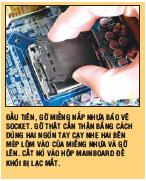 ĐẦU TIÊN, GỠ MIẾNG NẮP NHỰA BẢO VỆ
SOCKET. GỠ THẬT CẨN THẬN BẰNG CÁCH
DÙNG HAI NGÓN TAY CẠY NHẸ HAI BÊN
MÉP LÕM VÀO CỦA MIẾNG NHỰA VÀ GỠ
LÊN. CẤT NÓ VÀO HỘP MAINBOARD ĐỂ
KHỎI BỊ LẠC MẤT.